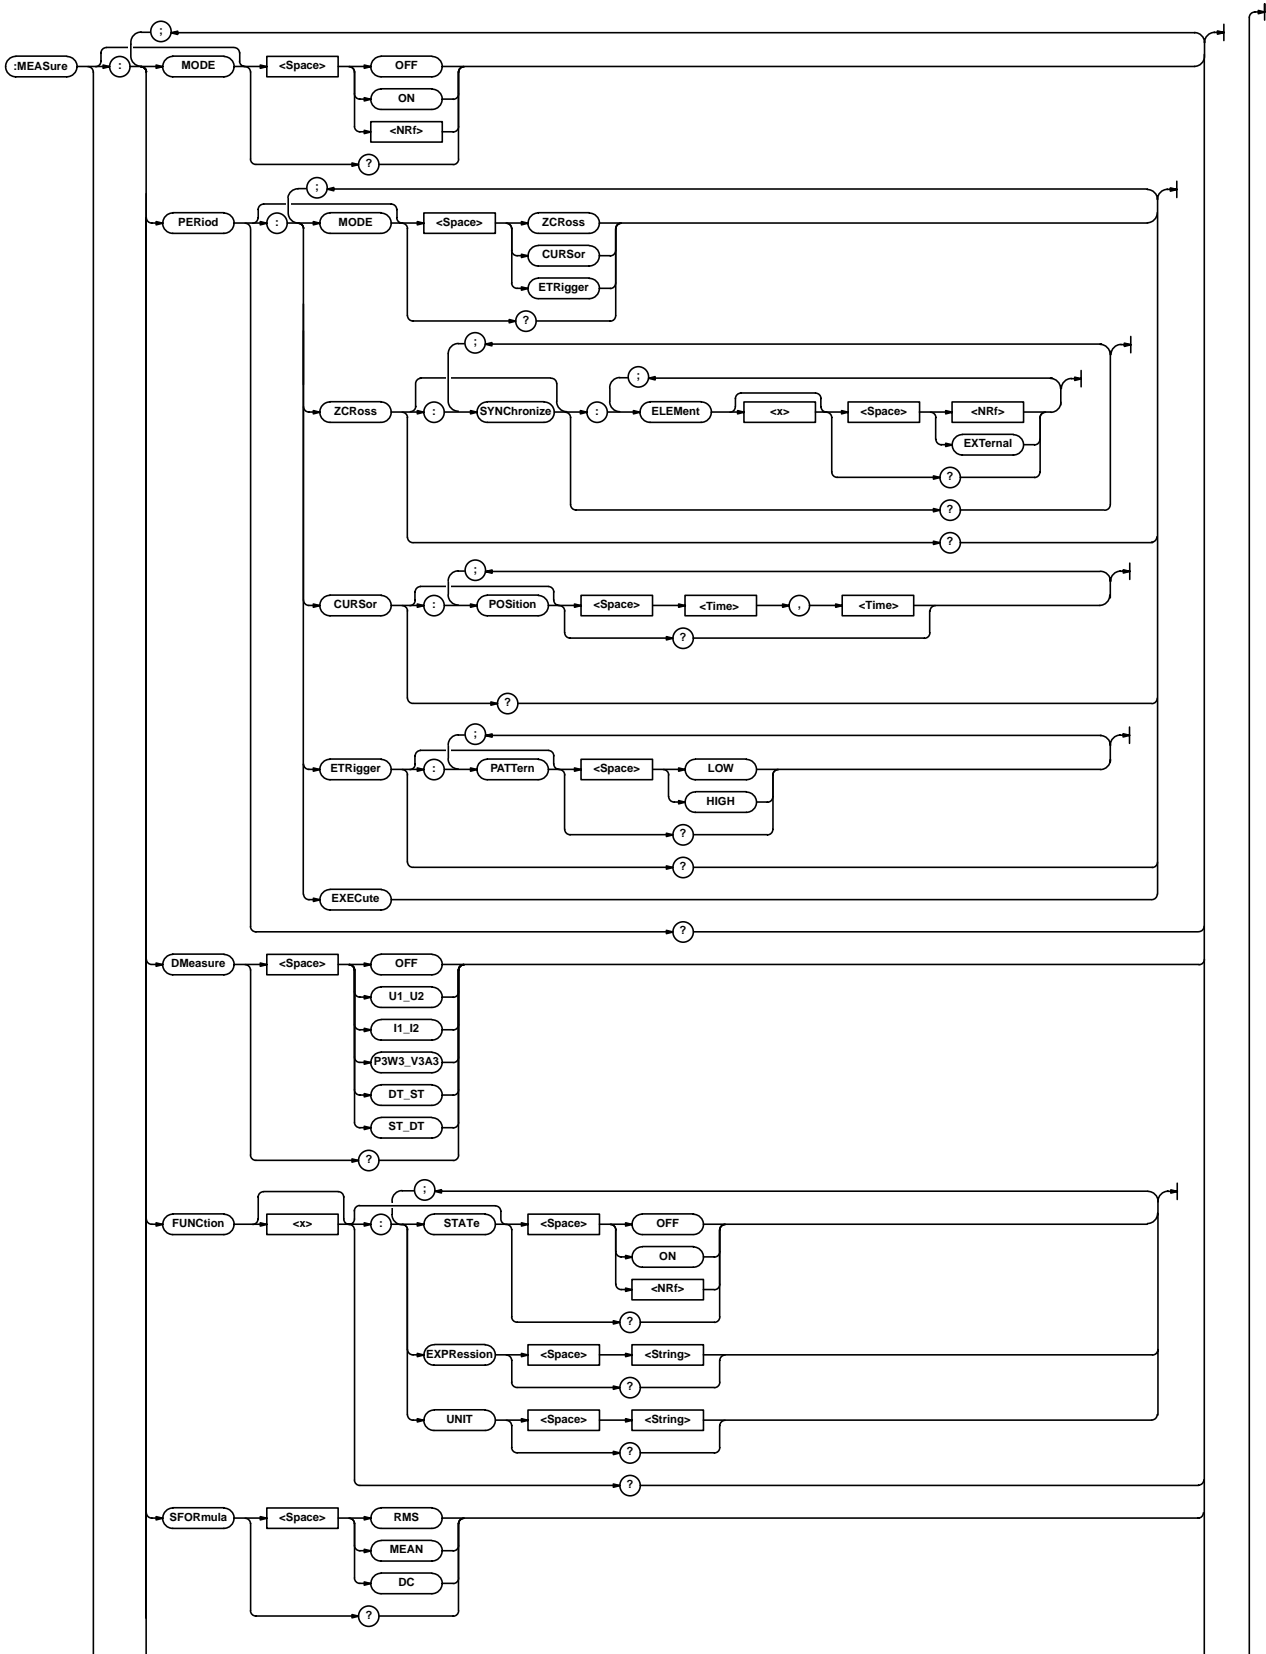 ;
:MEASure : MODE <Space> OFF
ON
<NRf>
?
;
PERiod : MODE <Space> ZCRoss
CURSor
ETRigger
?
;
;
ZCRoss : SYNChronize : ELEMent <x> <Space> <NRf>
EXTernal
?
?
?
;
CURSor : POSition <Space> <Time> , <Time>
?
?
;
ETRigger : PATTern <Space> LOW
HIGH
?
?
EXECute
?
DMeasure <Space> OFF
U1_U2
I1_I2
P3W3_V3A3
DT_ST
ST_DT
?
;
FUNCtion <x> : STATe <Space> OFF
ON
<NRf>
?
EXPRession <Space> <String>
?
UNIT <Space> <String>
?
?
SFORmula <Space> RMS
MEAN
DC
?